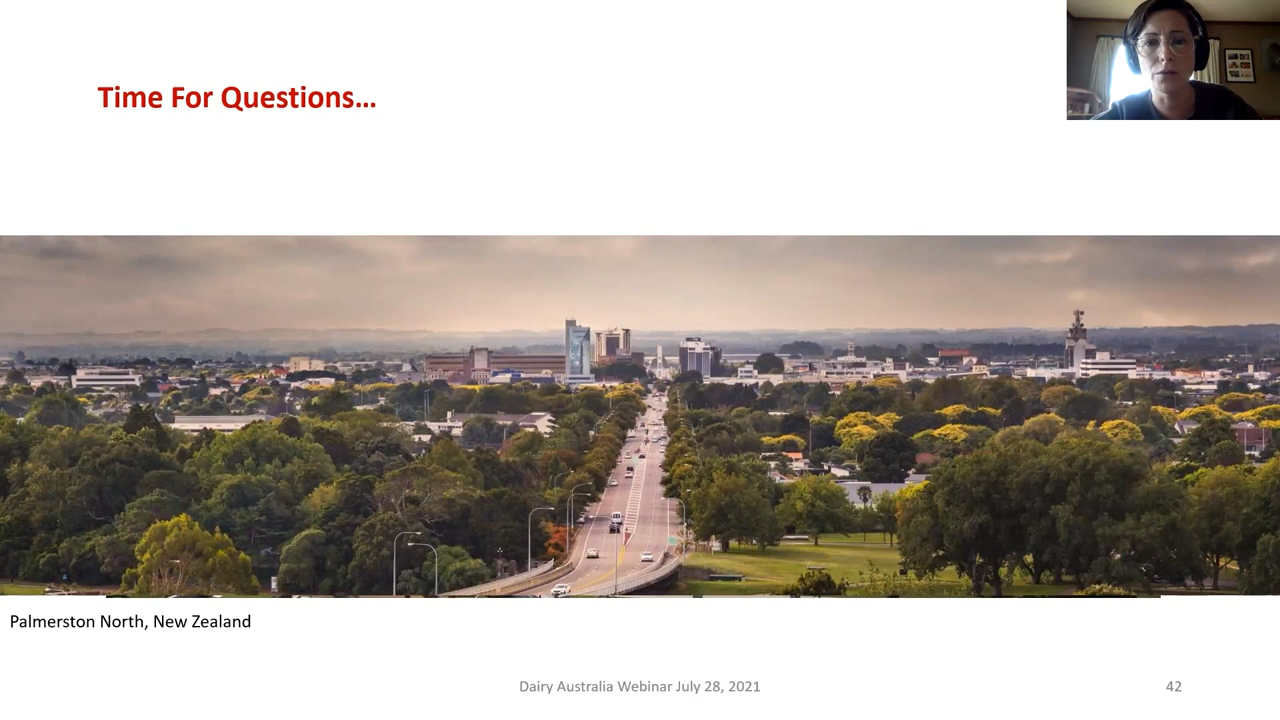 Time For Questions…
Palmerston North, New Zealand
Dairy Australia Webinar July 28, 2021
42